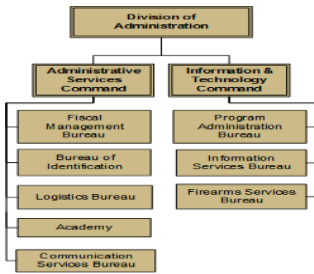 Division of
Administration
Administrative
Services
Command
Information &
Technology
Command
Fiscal
Management
Bureau
Program
Administration
Bureau
Bureau of
Identification
Information
Services Bureau
Logistics Bureau
Firearms Services
Bureau
Academy
Communication
Services Bureau